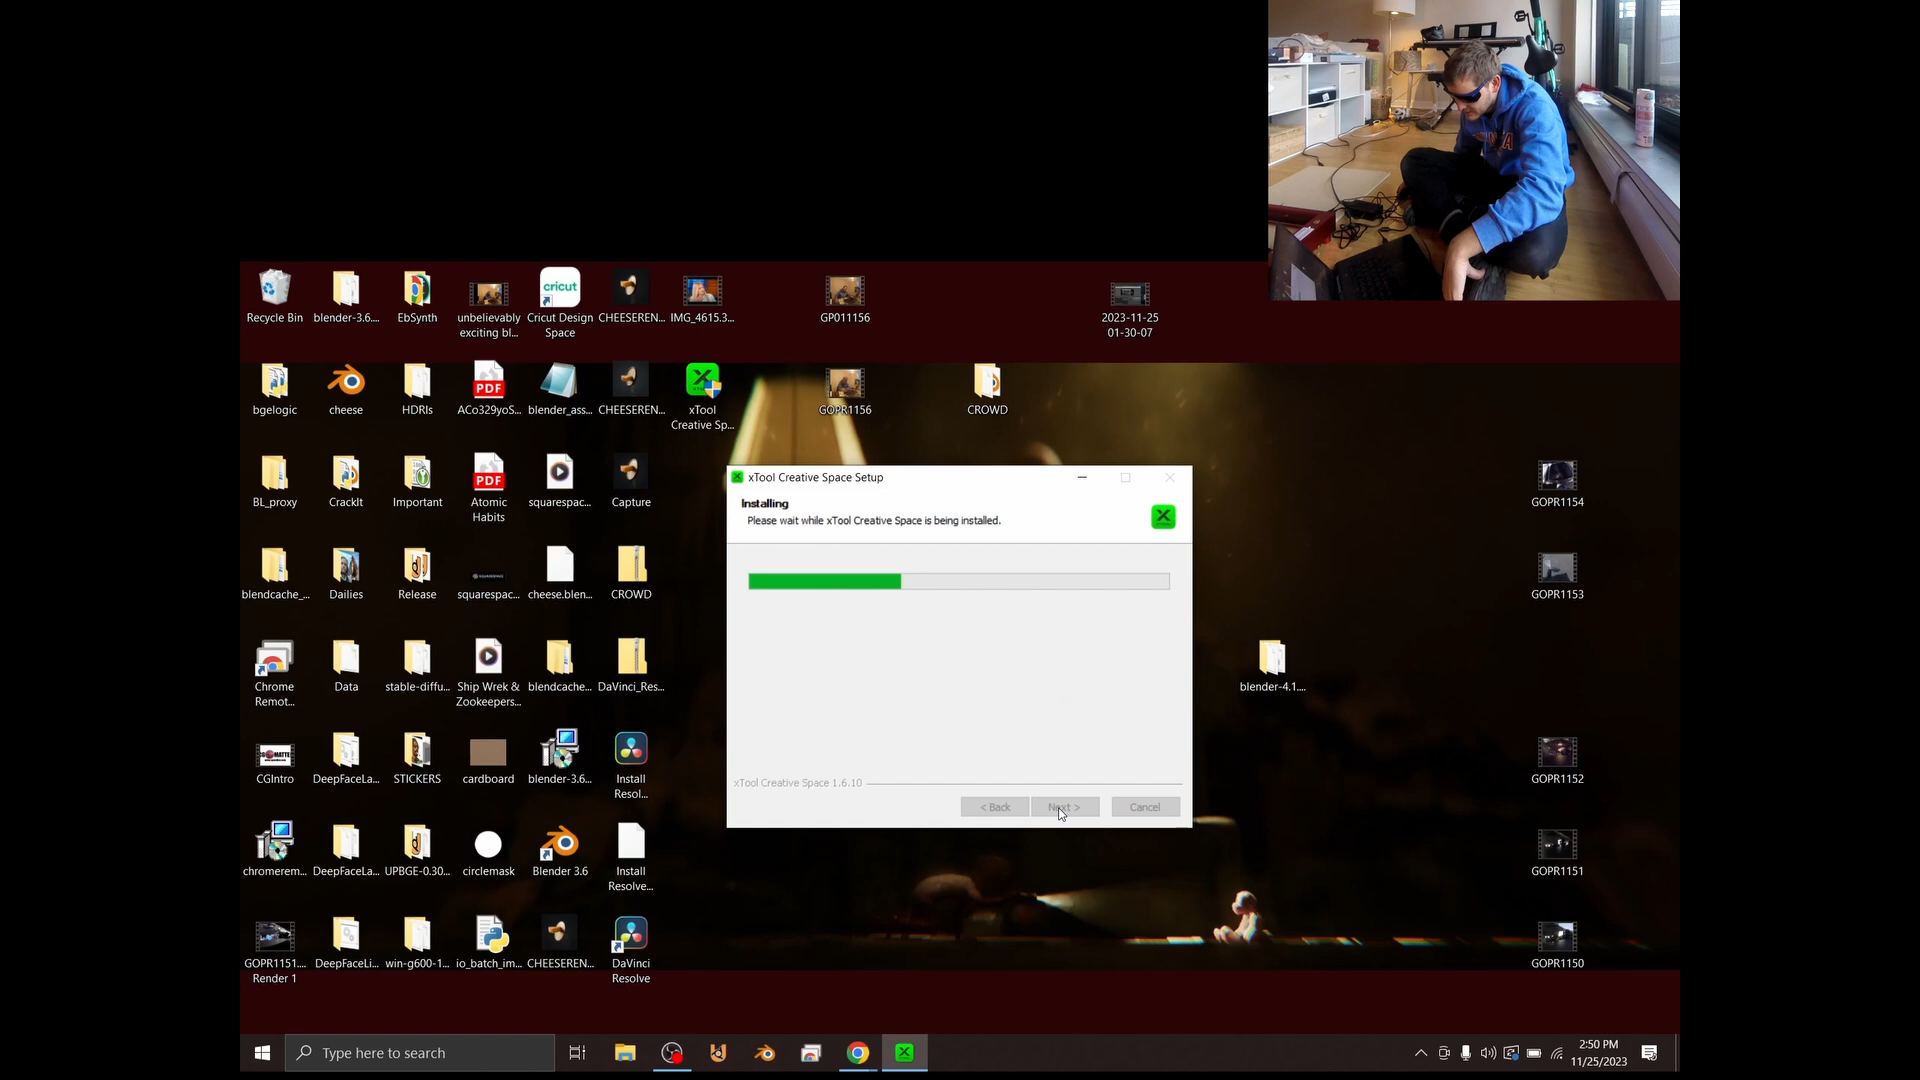 Recycle Bin
blender-3.6....
EbSynth
unbelievably
exciting bl...
cricut
Cricut Design
Space
CHEESEREN...
IMG_4615.3...
GP011156
2023-11-25
01-30-07
bgelogic
cheese
HDRIs
PDF
ACo329yoS...
blender_ass...
CHEESEREN...
xTool
Creative Sp...
GOPR1156
CROWD
BL_proxy
CrackIt
Important
PDF
Atomic
Habits
squarespac...
Capture
GOPR1154
xTool Creative Space Setup
Installing
Please wait while xTool Creative Space is being installed.
blendcache_...
Dailies
Release
squarespac...
cheese.blen...
CROWD
GOPR1153
Chrome
Remot...
Data
stable-diffu...
Ship Wrek &
Zookeepers...
blendcache...
DaVinci_Res...
blender-4.1....
CGIntro
DeepFaceLa...
STICKERS
cardboard
blender-3.6...
Install
Resol...
GOPR1152
xTool Creative Space 1.6.10
< Back
Next >
Cancel
chromerem...
DeepFaceLa...
UPBGE-0.30...
circlemask
Blender 3.6
Install
Resolve...
GOPR1151
GOPR1151....
Render 1
DeepFaceLi...
win-g600-1...
io_batch_im...
CHEESEREN...
DaVinci
Resolve
GOPR1150
Type here to search
2:50 PM
11/25/2023